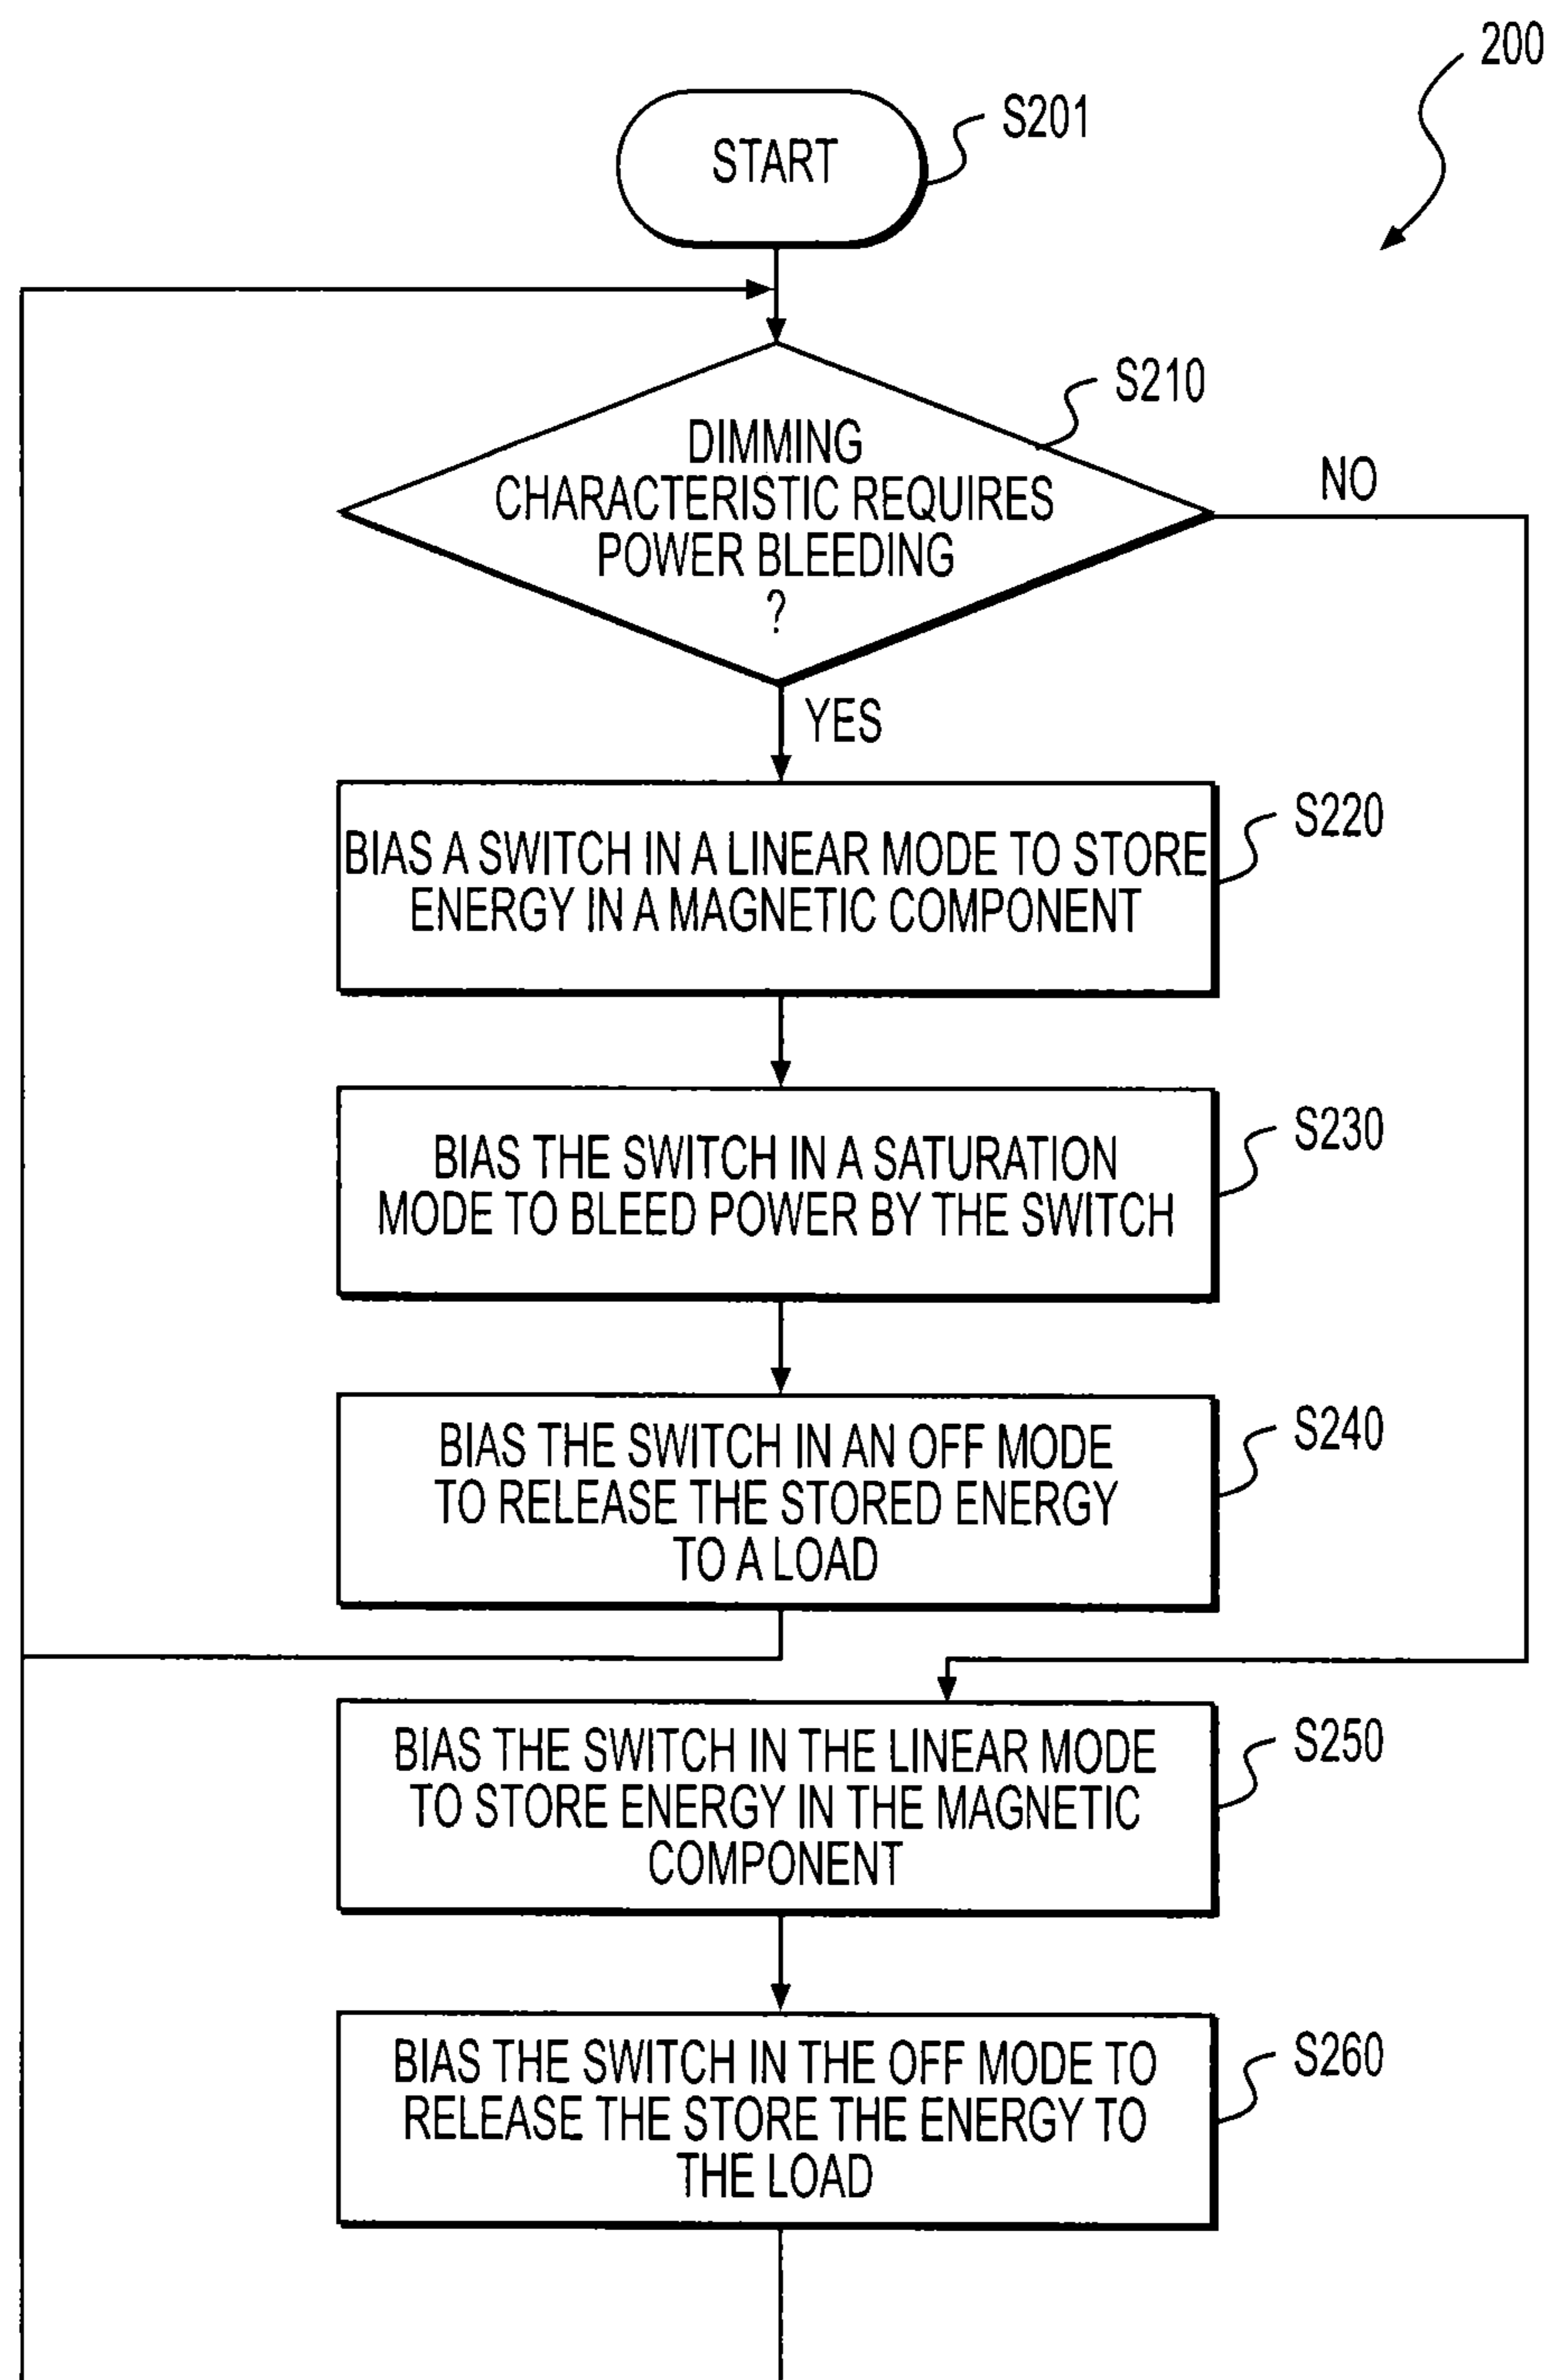 200
START
S201
S210
DIMMING
CHARACTERISTIC REQUIRES
POWER BLEEDING
?
NO
YES
S220
BIAS A SWITCH IN A LINEAR MODE TO STORE
ENERGY IN A MAGNETIC COMPONENT
S230
BIAS THE SWITCH IN A SATURATION
MODE TO BLEED POWER BY THE SWITCH
S240
BIAS THE SWITCH IN AN OFF MODE
TO RELEASE THE STORED ENERGY
TO A LOAD
S250
BIAS THE SWITCH IN THE LINEAR MODE
TO STORE ENERGY IN THE MAGNETIC
COMPONENT
S260
BIAS THE SWITCH IN THE OFF MODE TO
RELEASE THE STORE THE ENERGY TO
THE LOAD